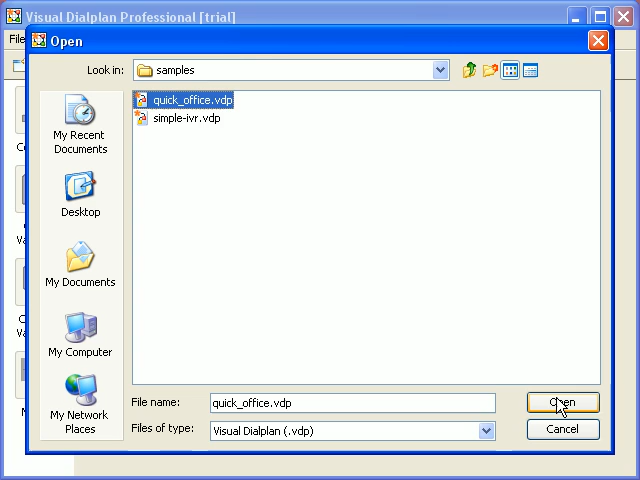 Visual Dialplan Professional [trial]
File
Open
Look in:
samples
quick_office.vdp
simple-ivr.vdp
My Recent
Documents
Desktop
My Documents
My Computer
My Network
Places
File name:
quick_office.vdp
Open
Files of type:
Visual Dialplan (.vdp)
Cancel